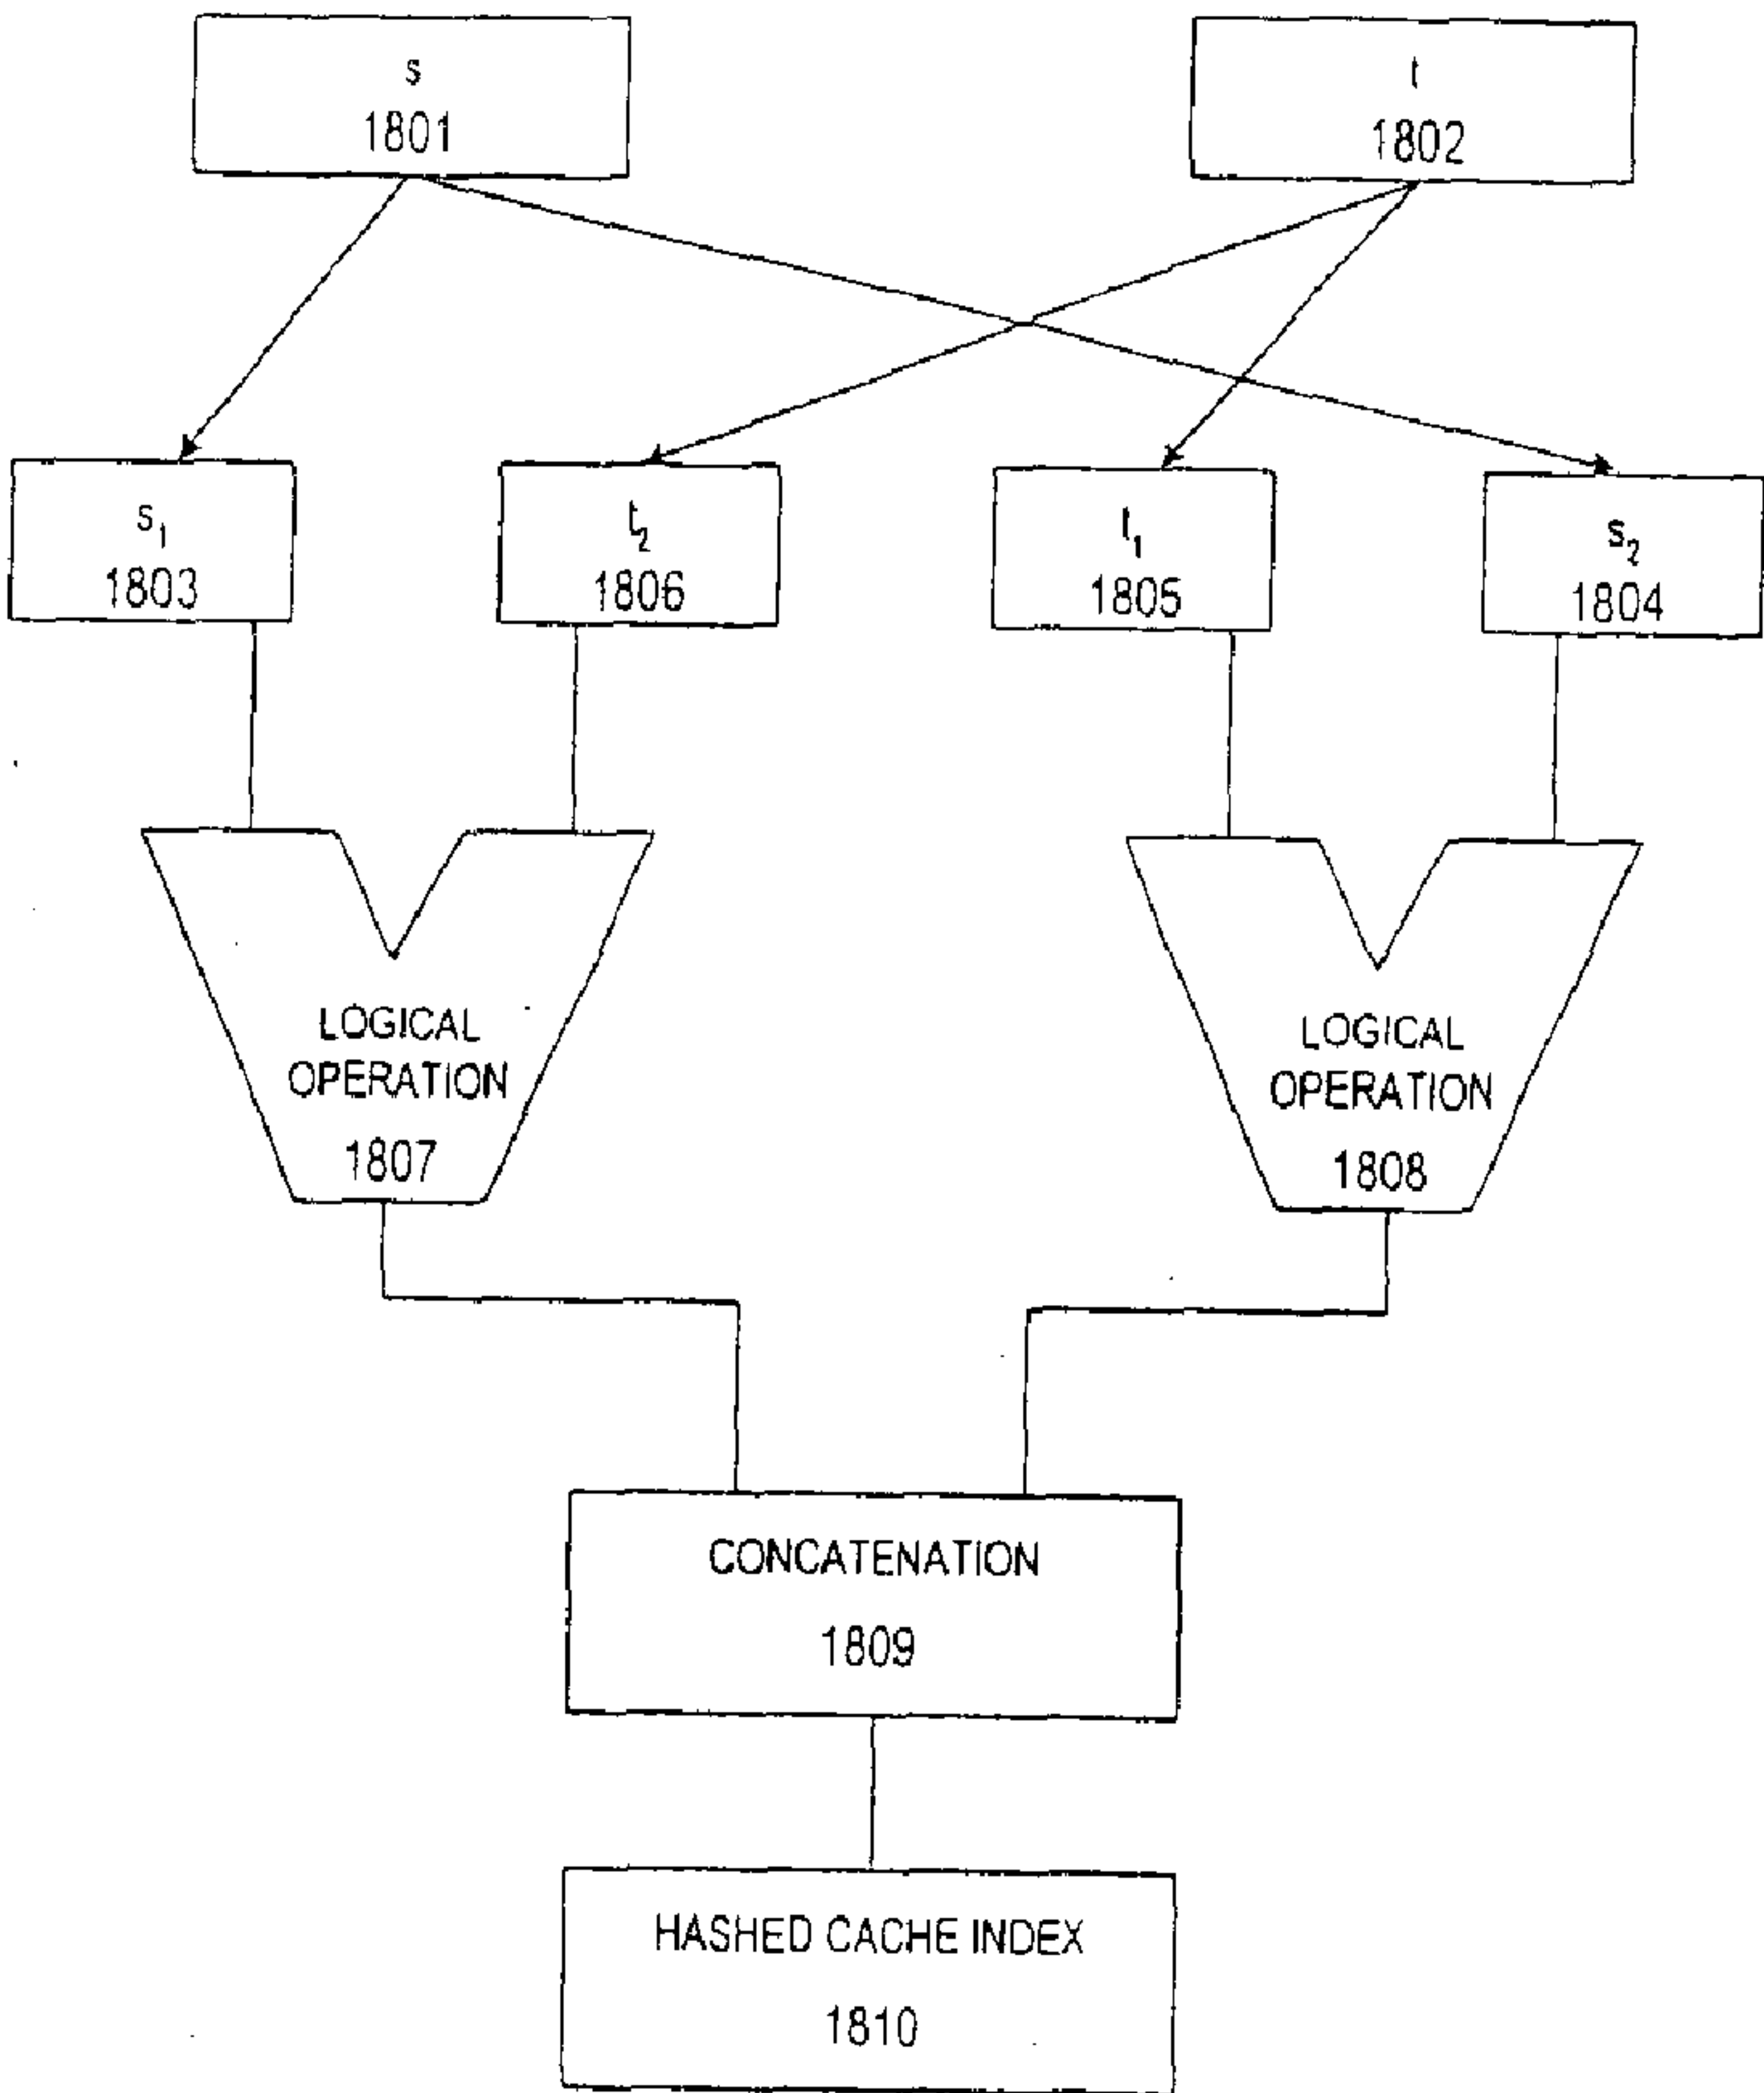 s
1801
t
1802
s₁
1803
t₂
1806
t₁
1805
s₂
1804
LOGICAL
OPERATION
1807
LOGICAL
OPERATION
1808
CONCATENATION
1809
HASHED CACHE INDEX
1810